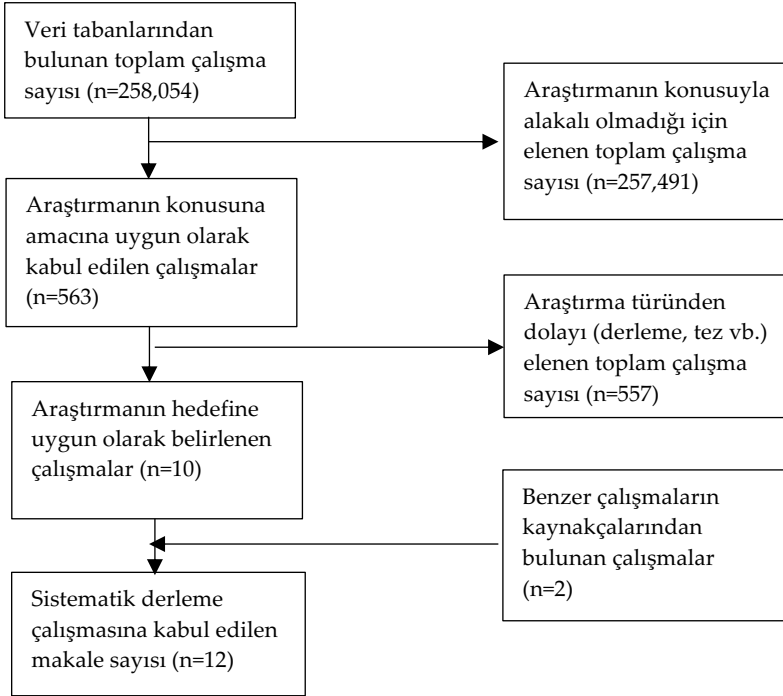 Veri tabanlarından
bulunan toplam çalışma
sayısı (n=258,054)
Araştırmanın konusuyla
alakalı olmadığı için
elenen toplam çalışma
sayısı (n=257,491)
Araştırmanın konusuna
amacına uygun olarak
kabul edilen çalışmalar
(n=563)
Araştırma türünden
dolayı (derleme, tez vb.)
elenen toplam çalışma
sayısı (n=557)
Araştırmanın hedefine
uygun olarak belirlenen
çalışmalar (n=10)
Benzer çalışmaların
kaynakçalarından
bulunan çalışmalar
(n=2)
Sistematik derleme
çalışmasına kabul edilen
makale sayısı (n=12)